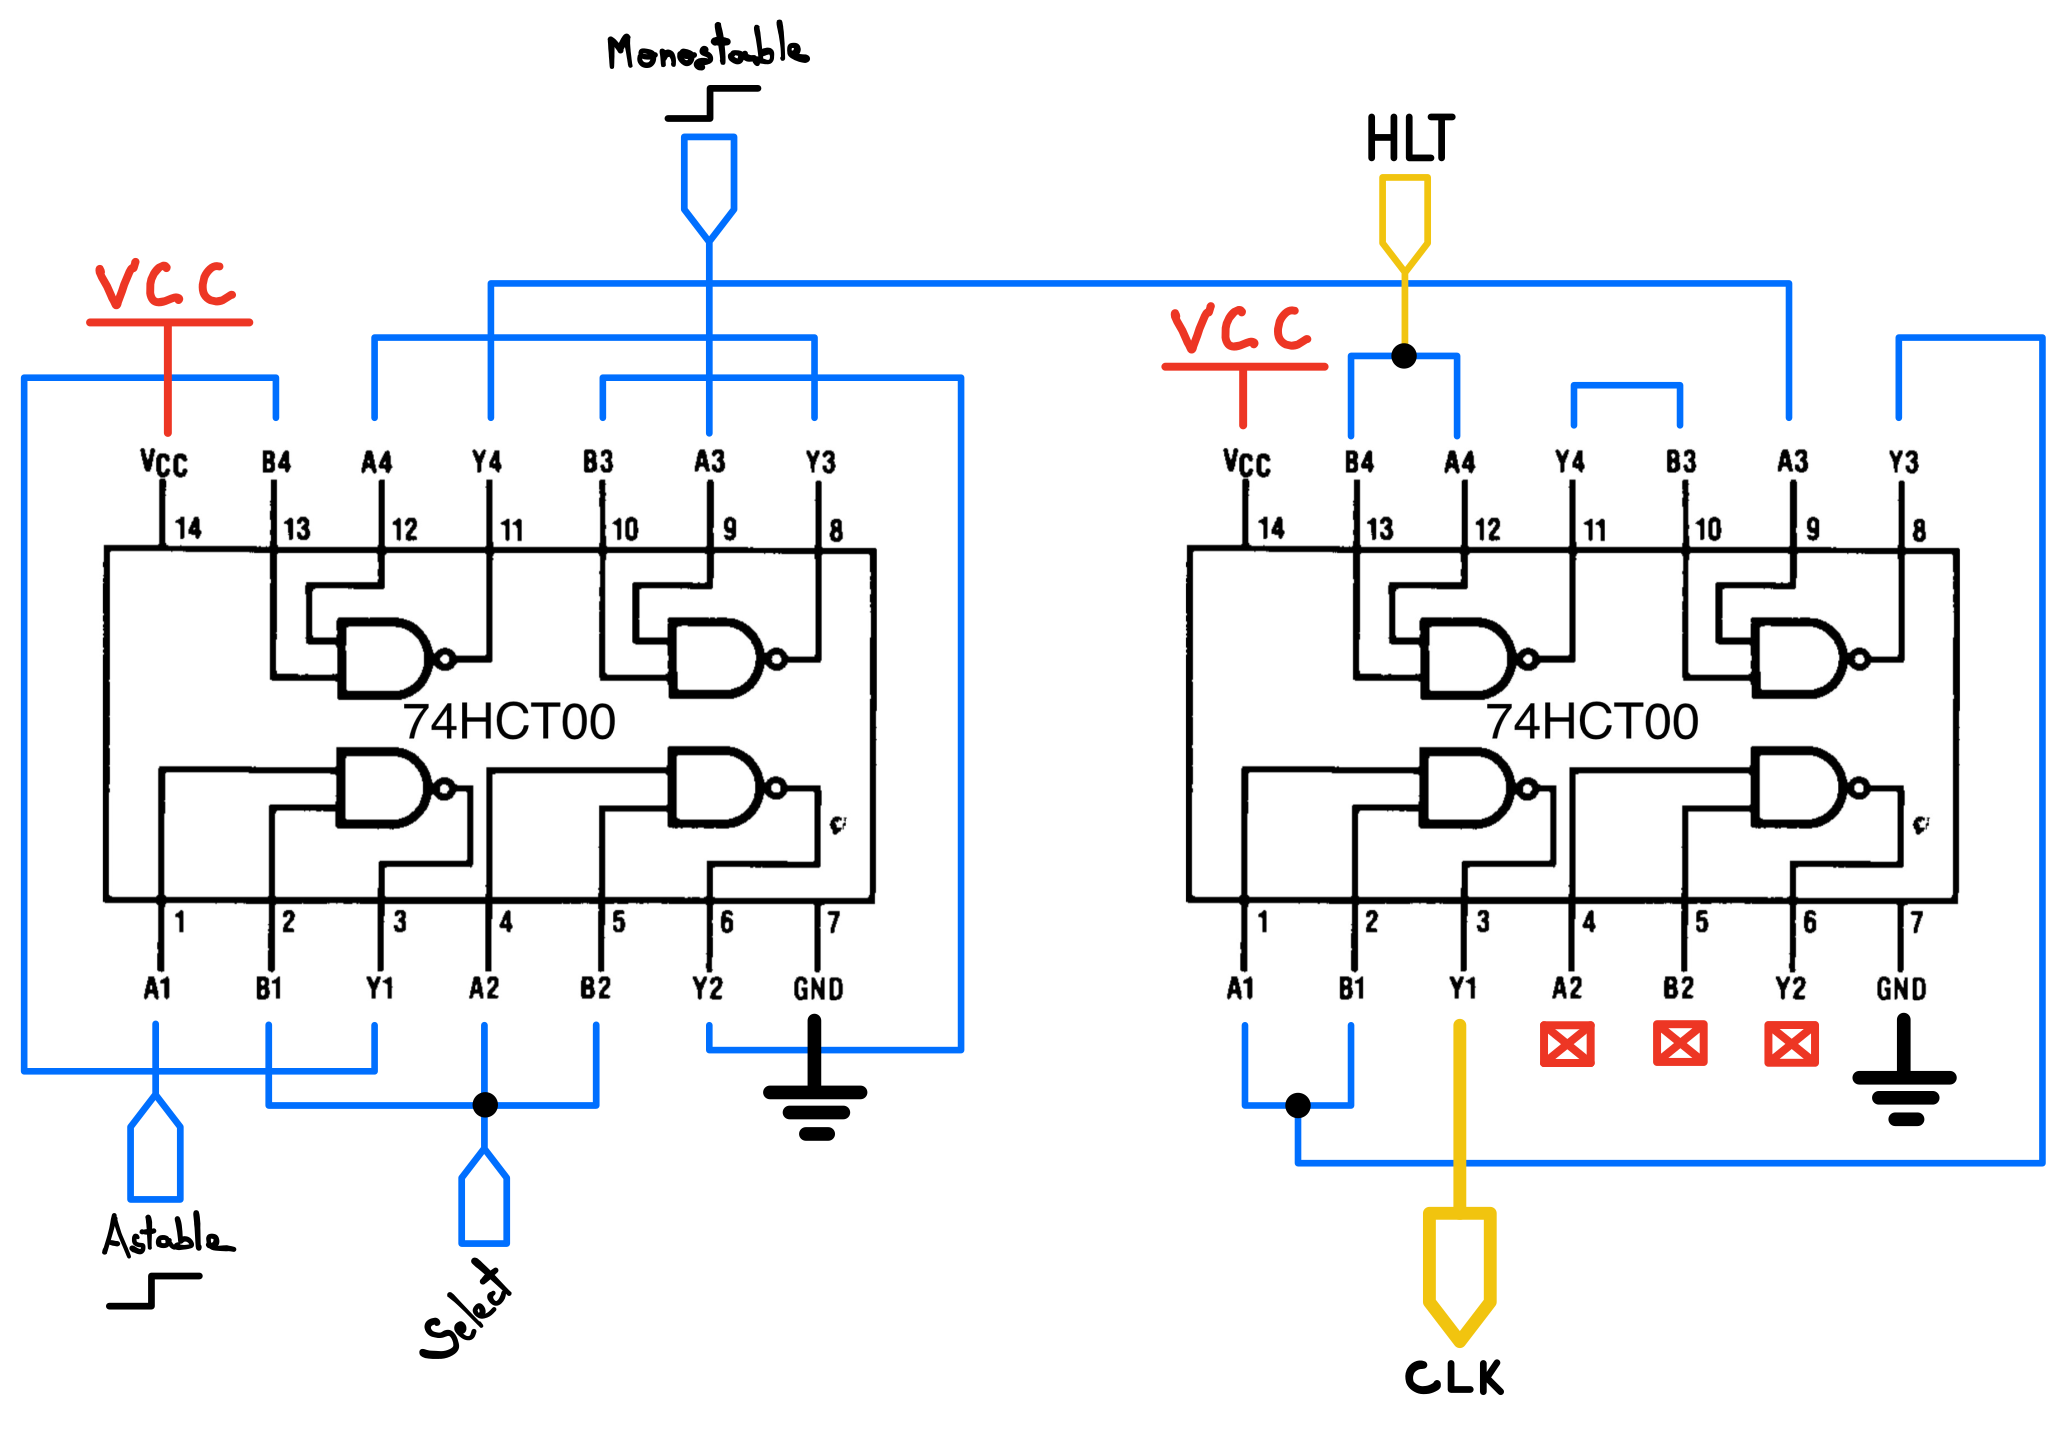 Monostable
HLT
VCC
VCC
VCC B4 A4 Y4 B3 A3 Y3
14 13 12 11 10 9 8
74HCT00
1 2 3 4 5 6 7
A1 B1 Y1 A2 B2 Y2 GND
VCC B4 A4 Y4 B3 A3 Y3
14 13 12 11 10 9 8
74HCT00
1 2 3 4 5 6 7
A1 B1 Y1 A2 B2 Y2 GND
Astable
Select
CLK